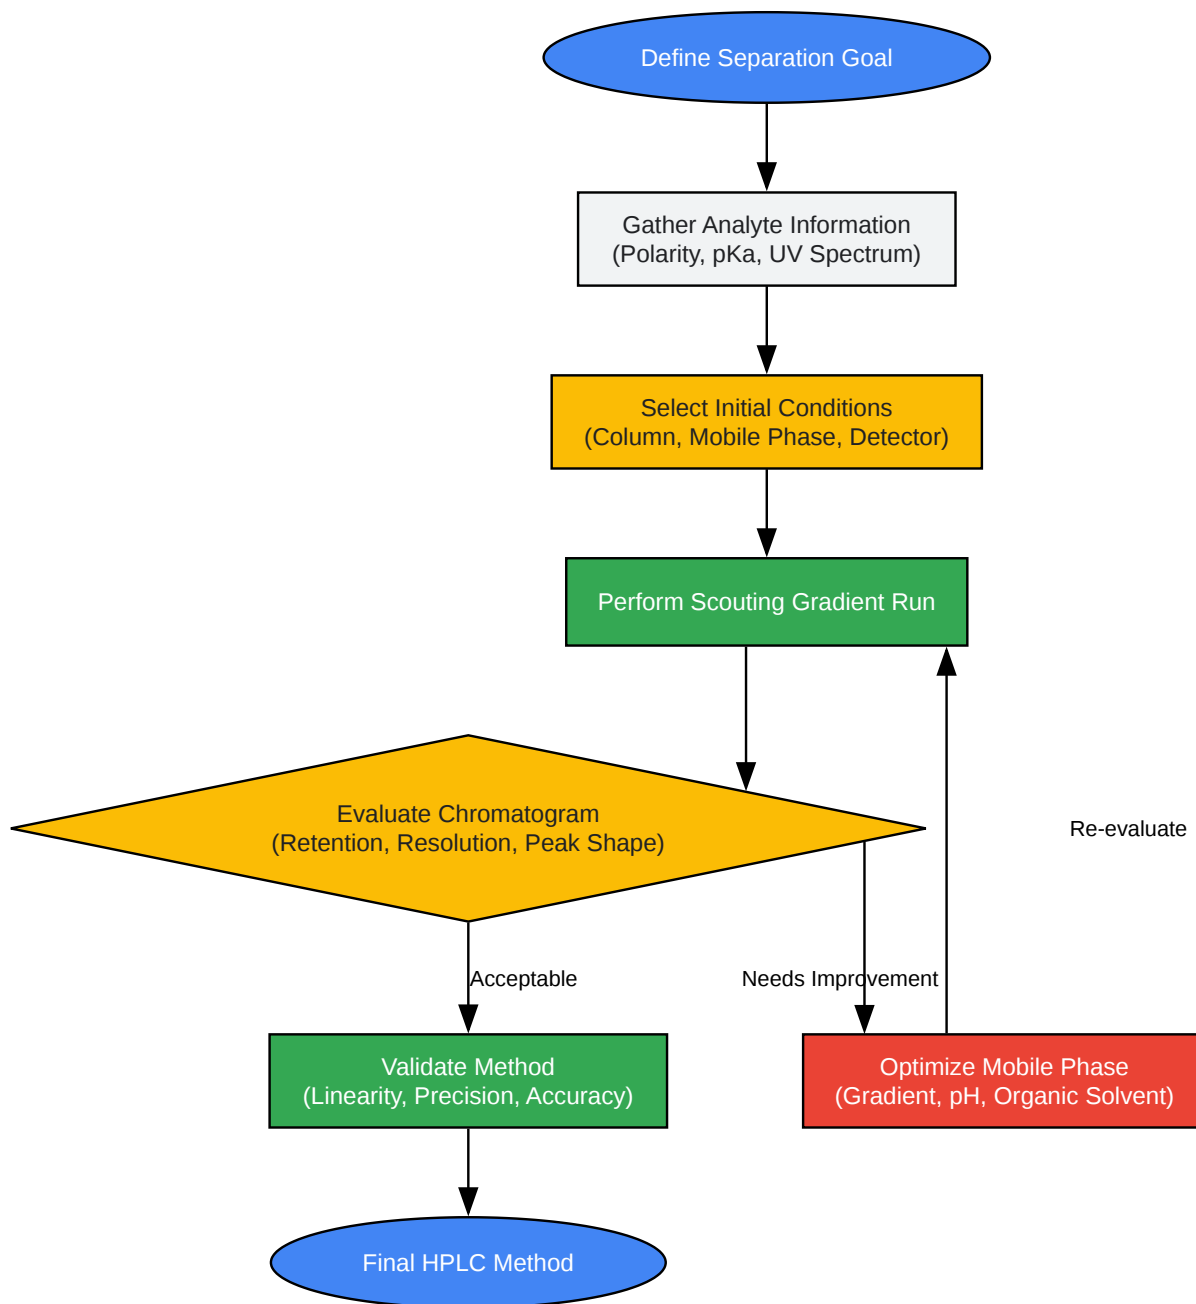 Define Separation Goal
Gather Analyte Information
(Polarity, pKa, UV Spectrum)
Select Initial Conditions
(Column, Mobile Phase, Detector)
Perform Scouting Gradient Run
Evaluate Chromatogram
(Retention, Resolution, Peak Shape)
Re-evaluate
Acceptable
Needs Improvement
Validate Method
(Linearity, Precision, Accuracy)
Optimize Mobile Phase
(Gradient, pH, Organic Solvent)
Final HPLC Method